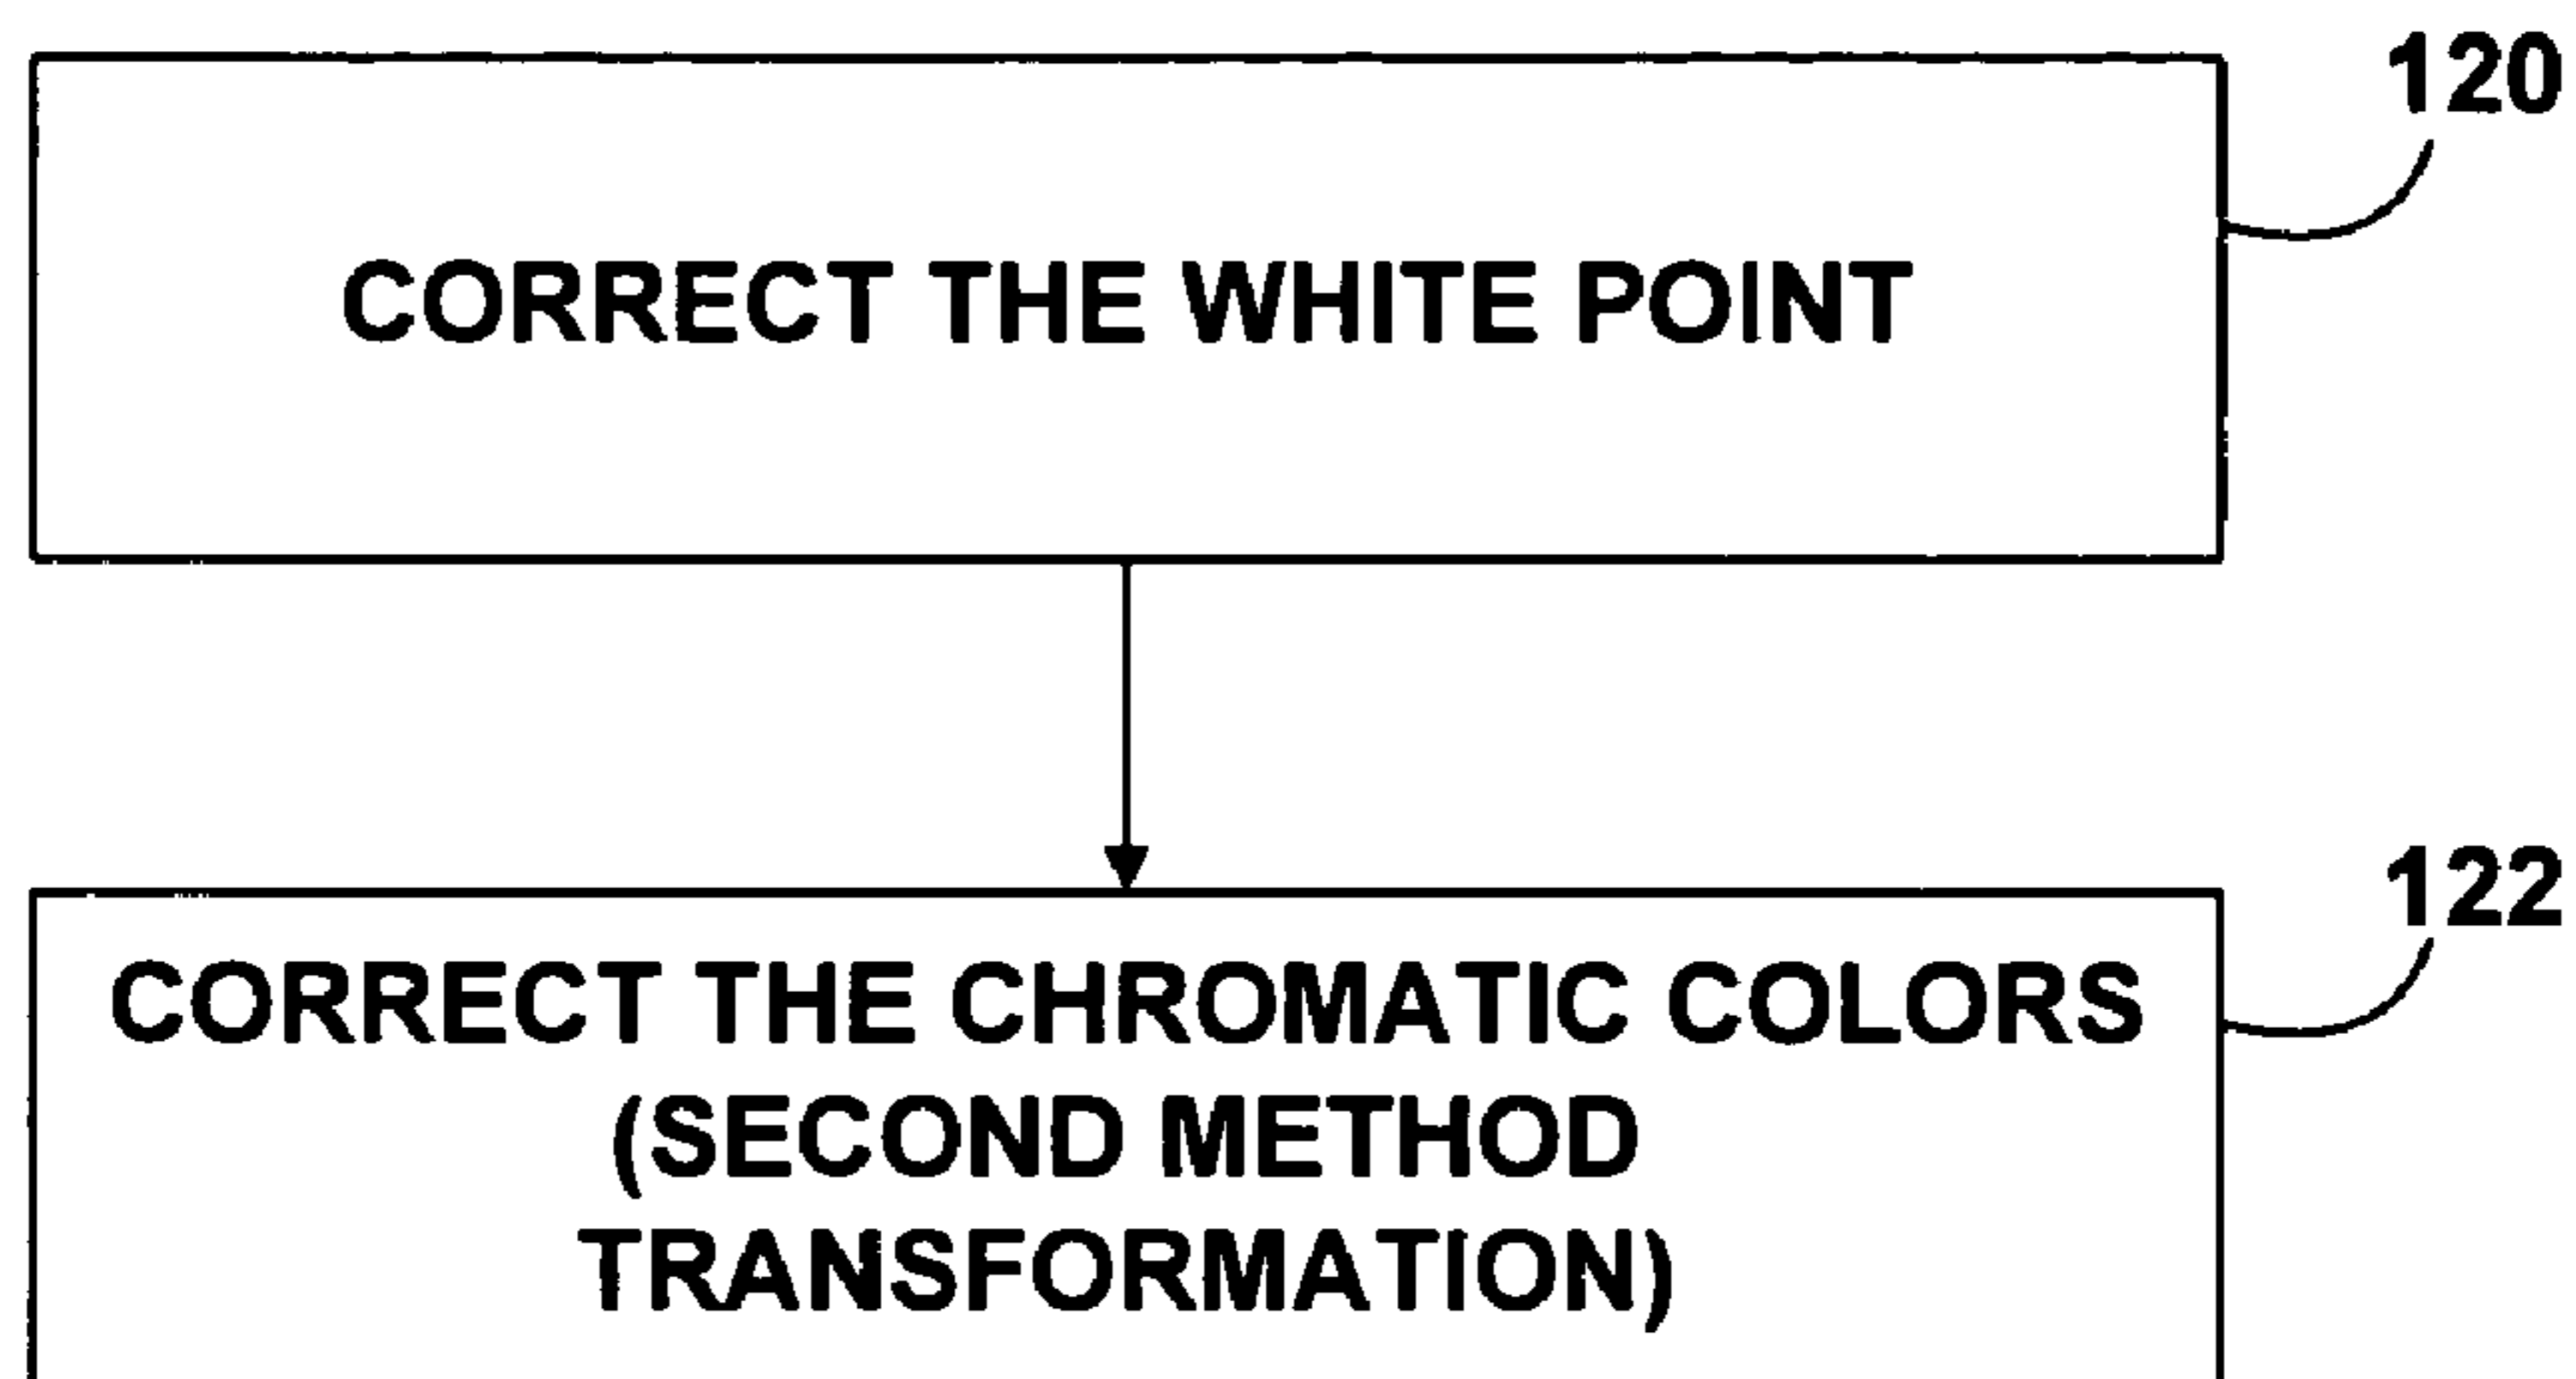 120
CORRECT THE WHITE POINT
122
CORRECT THE CHROMATIC COLORS
(SECOND METHOD
TRANSFORMATION)